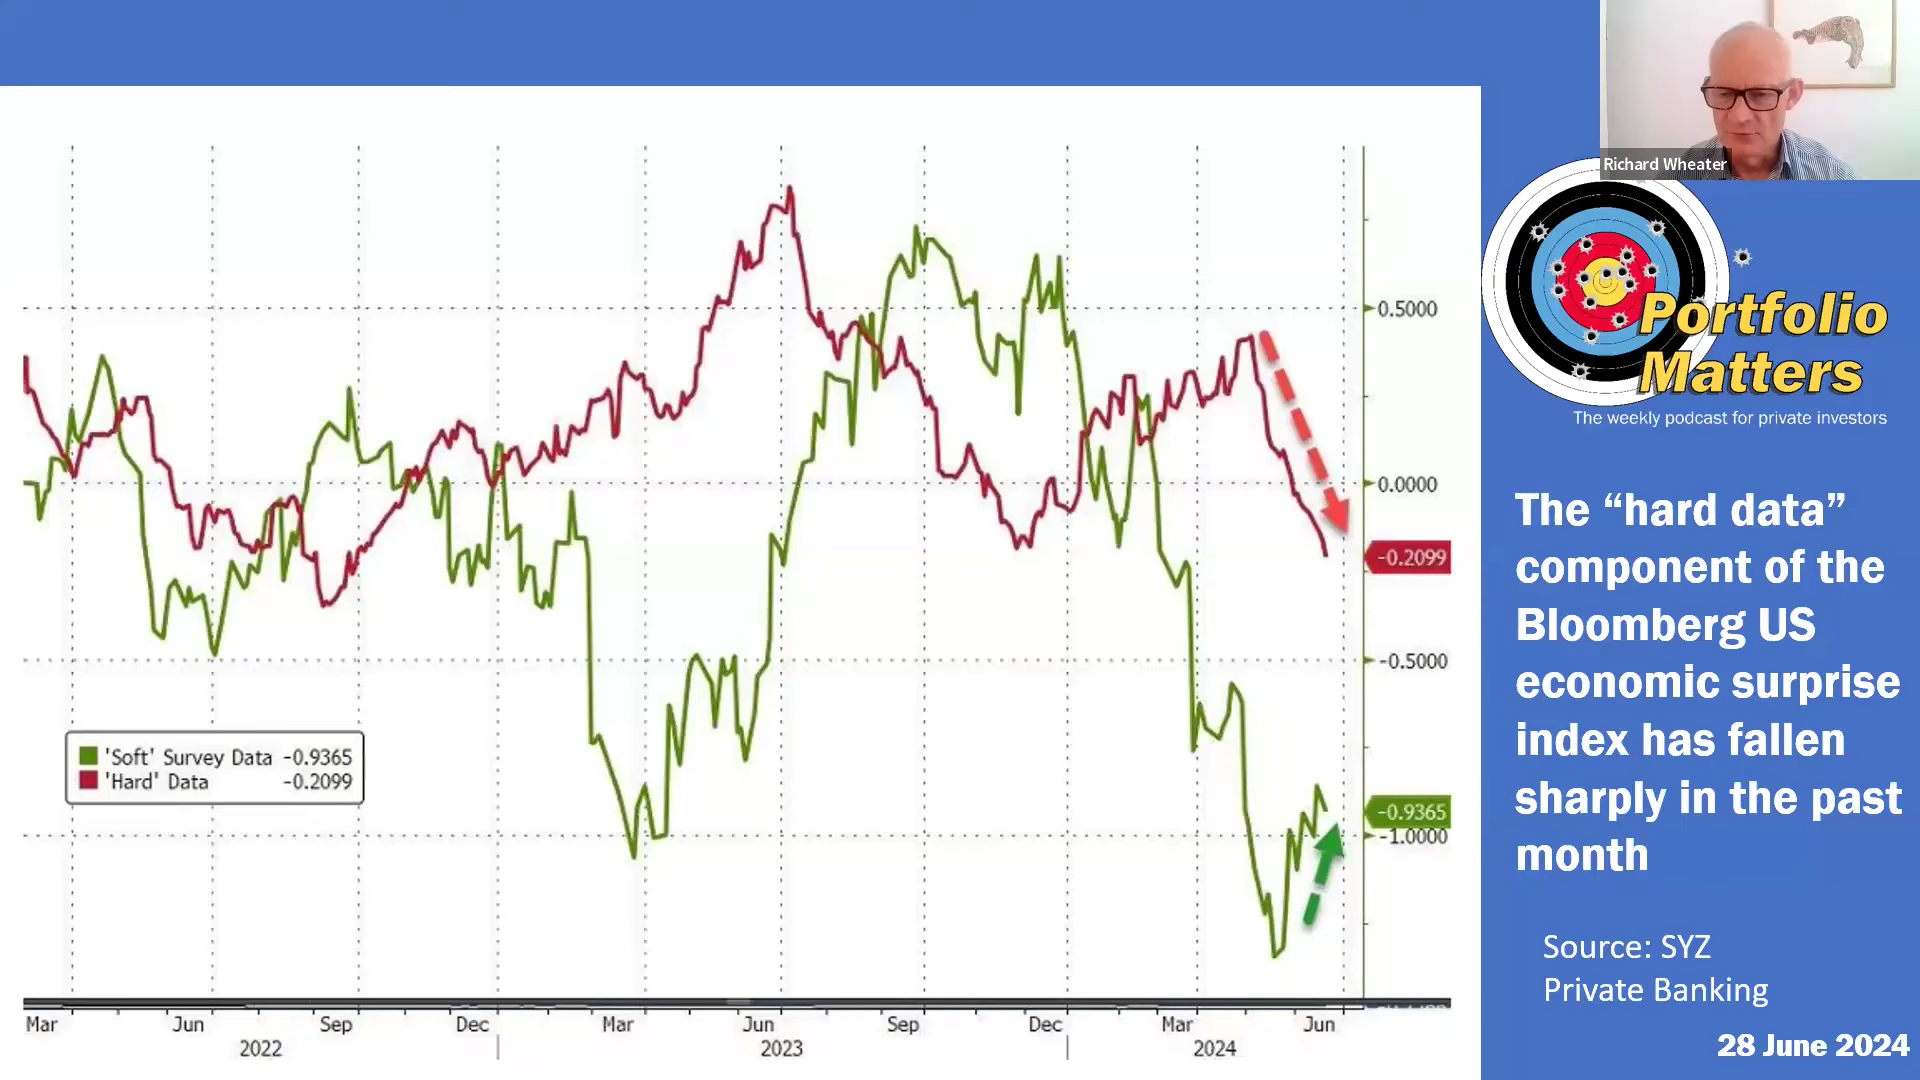 Richard Wheater
Portfolio
Matters
The weekly podcast for private investors
The “hard data”
component of the
Bloomberg US
economic surprise
index has fallen
sharply in the past
month
Source: SYZ
Private Banking
28 June 2024
0.5000
0.0000
-0.2099
-0.5000
-0.9365
-1.0000
'Soft' Survey Data -0.9365
'Hard' Data -0.2099
Mar Jun Sep Dec Mar Jun Sep Dec Mar Jun
2022 2023 2024